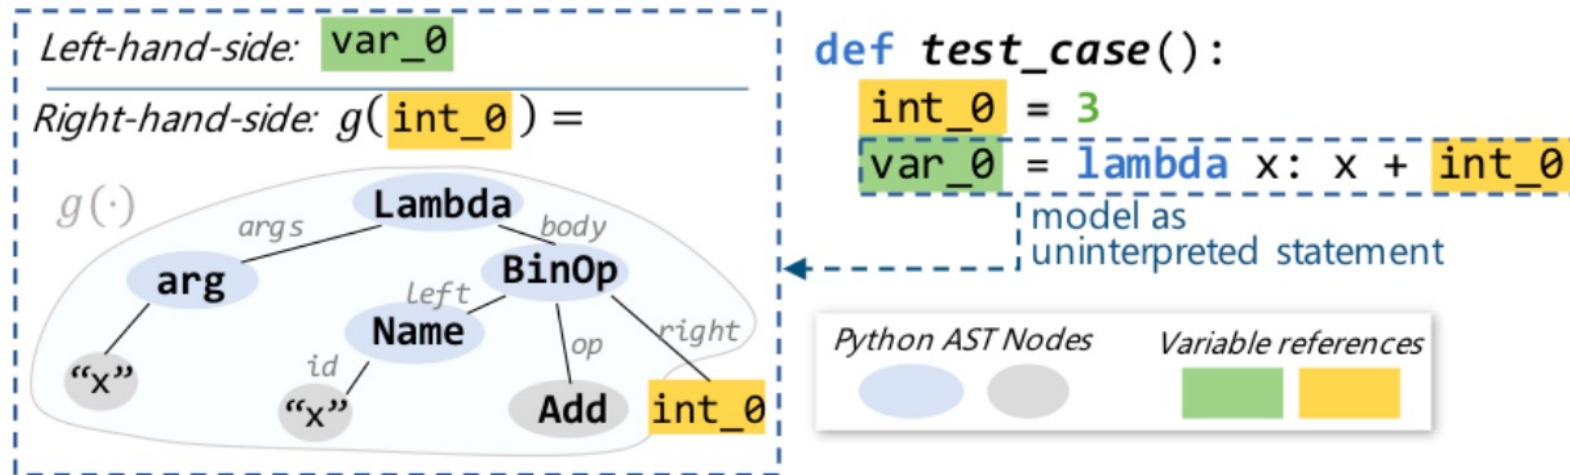 Left-hand-side: var_0
Right-hand-side: g(int_0) =
g(·)
Lambda
args
body
arg
BinOp
left
Name
op
right
id
“x”
“x”
Add
int_0
def test_case():
int_0 = 3
var_0 = lambda x: x + int_0
model as
uninterpreted statement
Python AST Nodes
Variable references